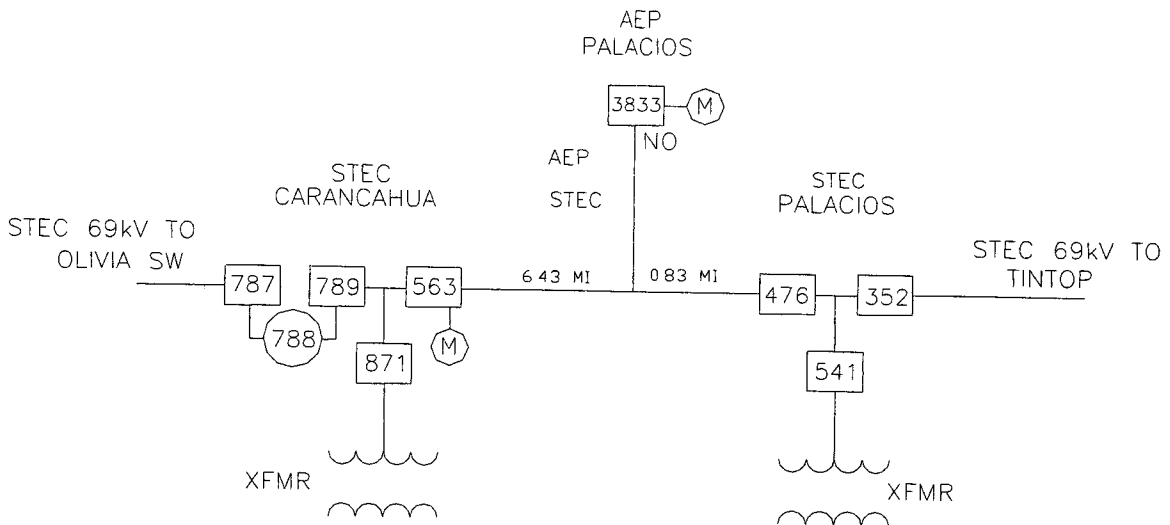 AEP
PALACIOS
3833
M
NO
AEP
STEC
STEC
CARANCAHUA
STEC
PALACIOS
STEC 69kV TO
OLIVIA SW
STEC 69kV TO
TINTOP
787
789
563
6 43 MI
0 83 MI
476
352
788
M
871
541
XFMR
XFMR